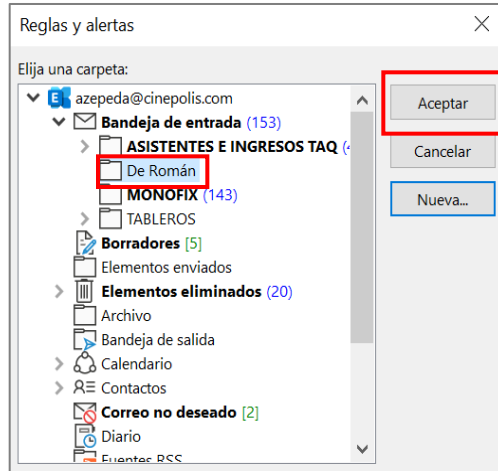 Reglas y alertas
Elija una carpeta:
azepeda@cinepolis.com
Bandeja de entrada (153)
ASISTENTES E INGRESOS TAQ
De Román
MONOFIX (143)
TABLEROS
Borradores [5]
Elementos enviados
Elementos eliminados (20)
Archivo
Bandeja de salida
Calendario
Contactos
Correo no deseado [2]
Diario
Fuentes RSS
Aceptar
Cancelar
Nueva...